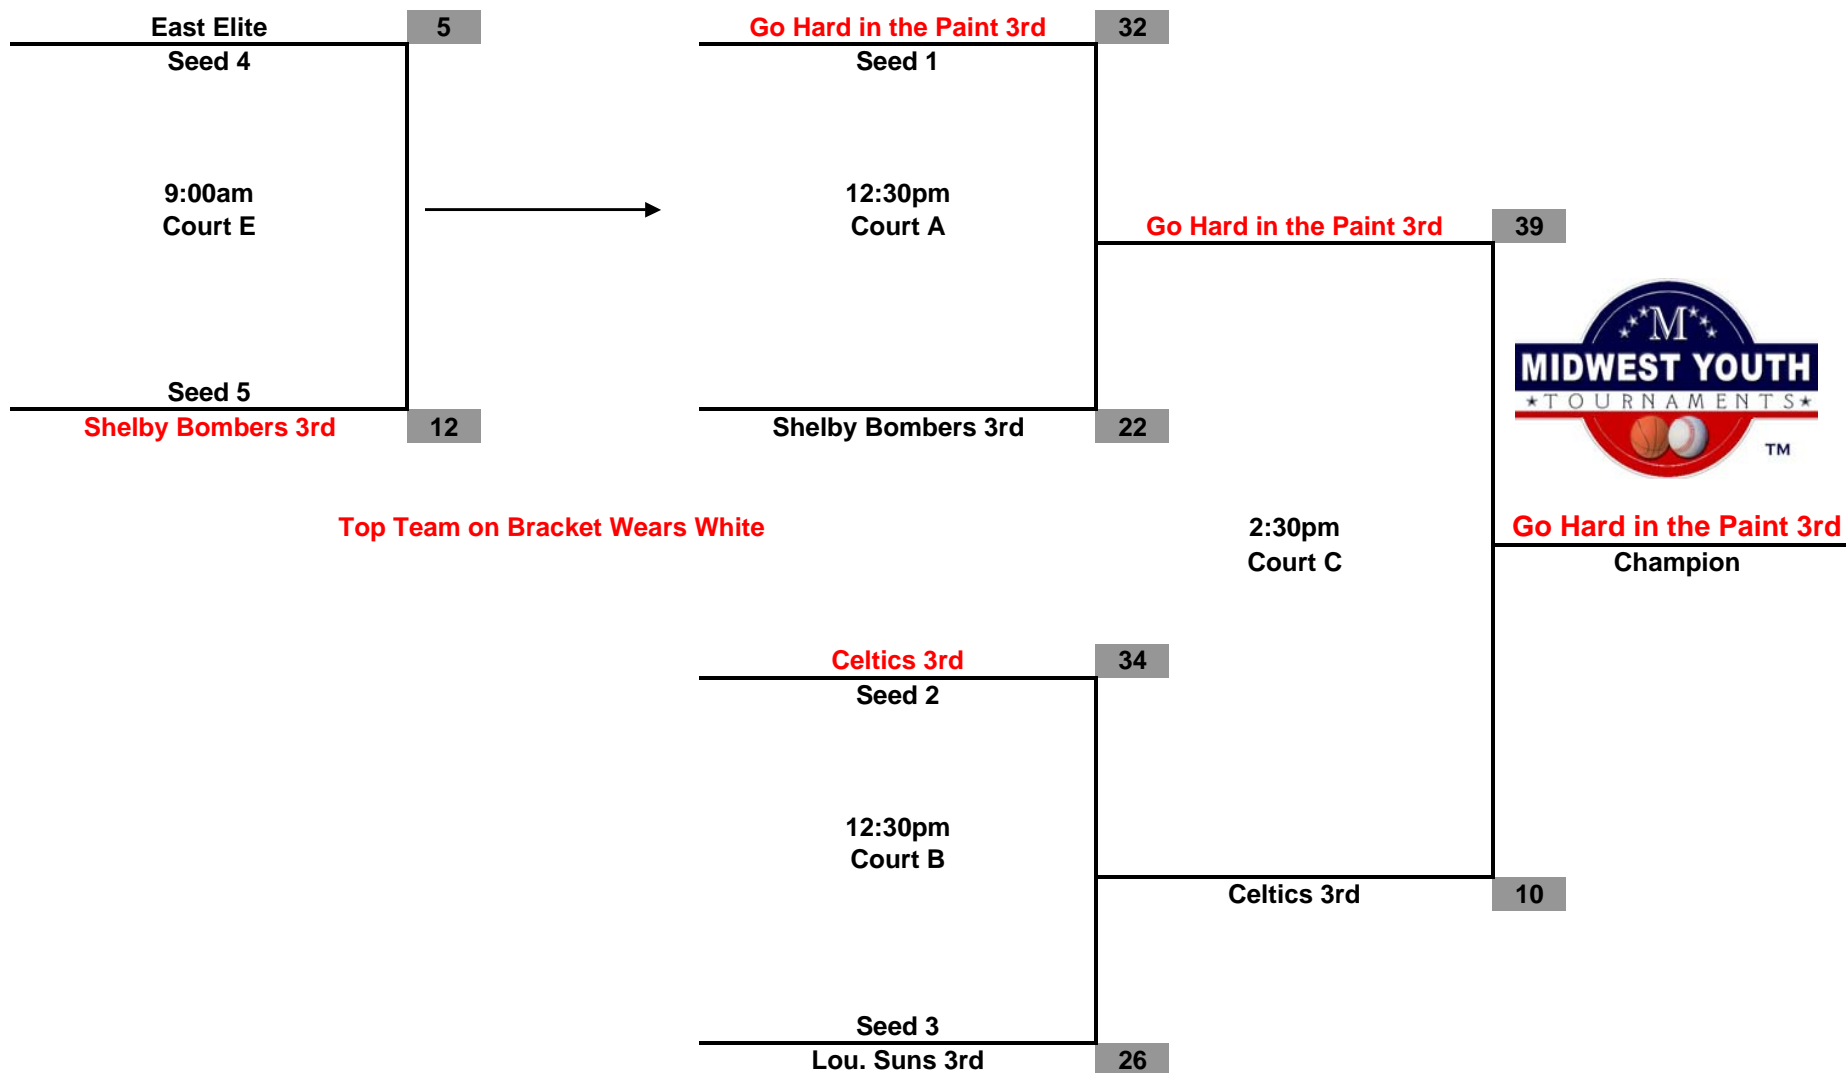 East Elite 5
Seed 4
9:00am
Court E
Seed 5
Shelby Bombers 3rd 12
Go Hard in the Paint 3rd 32
Seed 1
12:30pm
Court A
Shelby Bombers 3rd 22
Go Hard in the Paint 3rd 39
M
MIDWEST YOUTH
TOURNAMENTS
TM
Top Team on Bracket Wears White
2:30pm
Court C
Go Hard in the Paint 3rd
Champion
Celtics 3rd 34
Seed 2
12:30pm
Court B
Celtics 3rd 10
Seed 3
Lou. Suns 3rd 26